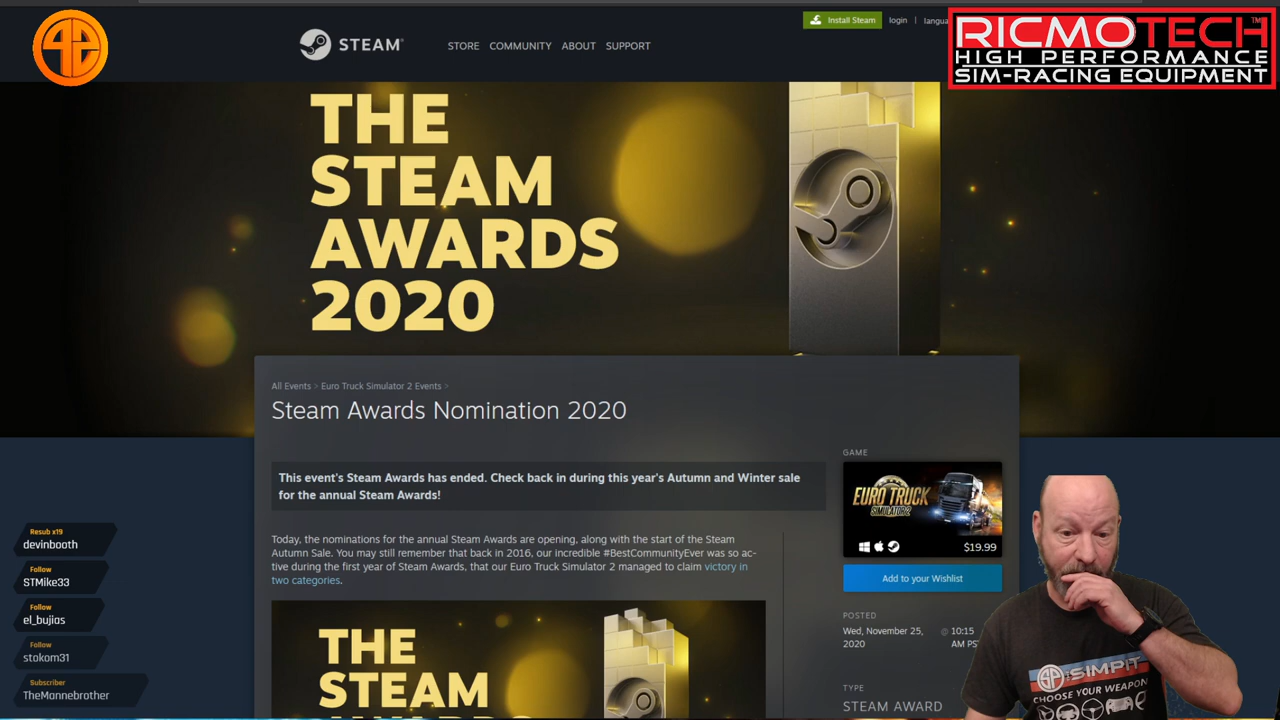 Install Steam
login
langua
STEAM®
STORE
COMMUNITY
ABOUT
SUPPORT
RICMOTECH™
HIGH PERFORMANCE
SIM-RACING EQUIPMENT
THE
STEAM
AWARDS
2020
All Events > Euro Truck Simulator 2 Events >
Steam Awards Nomination 2020
This event's Steam Awards has ended. Check back in during this year's Autumn and Winter sale
for the annual Steam Awards!
Today, the nominations for the annual Steam Awards are opening, along with the start of the Steam
Autumn Sale. You may still remember that back in 2016, our incredible #BestCommunityEver was so ac-
tive during the first year of Steam Awards, that our Euro Truck Simulator 2 managed to claim victory in
two categories.
THE
STEAM
GAME
EURO TRUCK
SIMULATOR 2
$19.99
Add to your Wishlist
POSTED
Wed, November 25, @ 10:15
2020 AM PS
TYPE
STEAM AWARD
Resub x19
devinbooth
Follow
STMike33
Follow
el_bujias
Follow
stokom31
Subscriber
TheMannebrother
SIMPIT
CHOOSE YOUR WEAPON